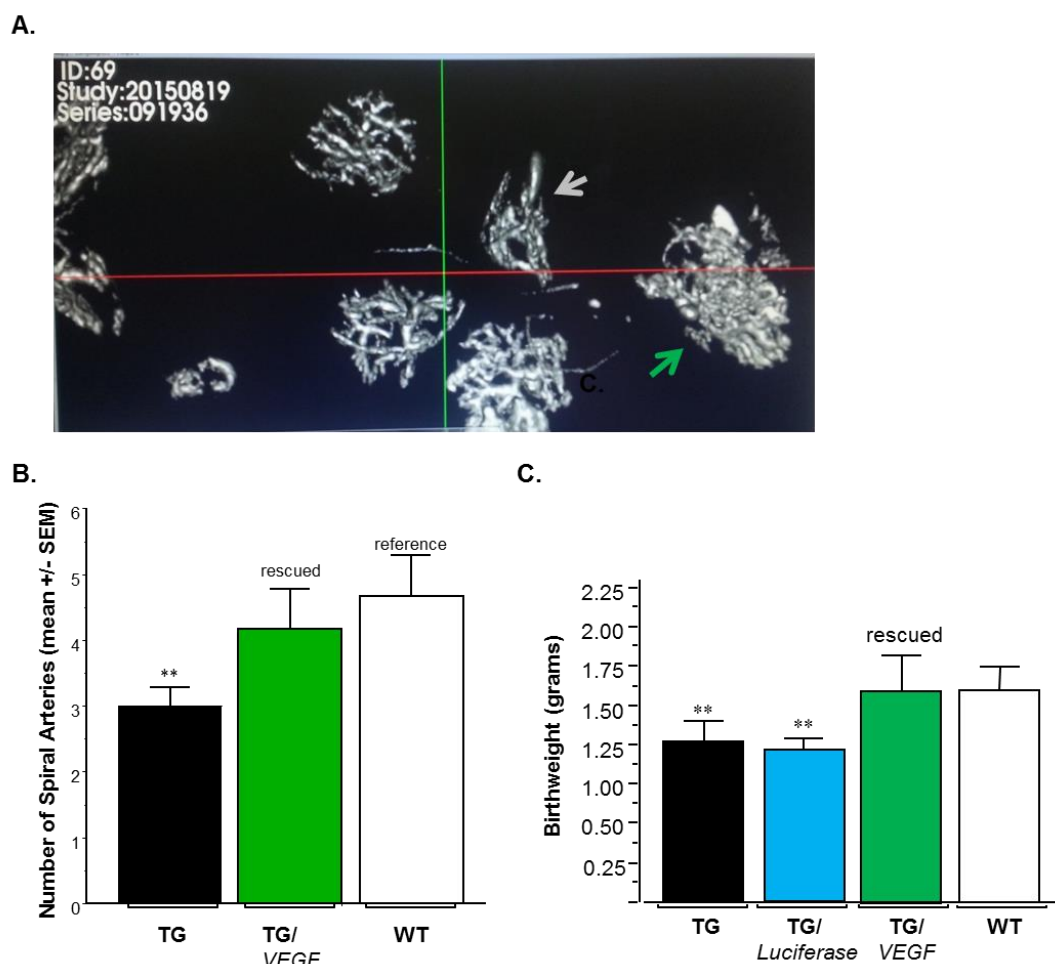 A.
ID:69
Study:20150819
Series:091936
C.
B.
Number of Spiral Arteries (mean +/- SEM)
6
5
4
3
2
1
0
**
rescued
reference
TG
TG/
VEGF
WT
C.
Birthweight (grams)
2.25
2.00
1.75
1.50
1.25
1.00
0.50
0.25
**
**
rescued
TG
TG/
Luciferase
TG/
VEGF
WT